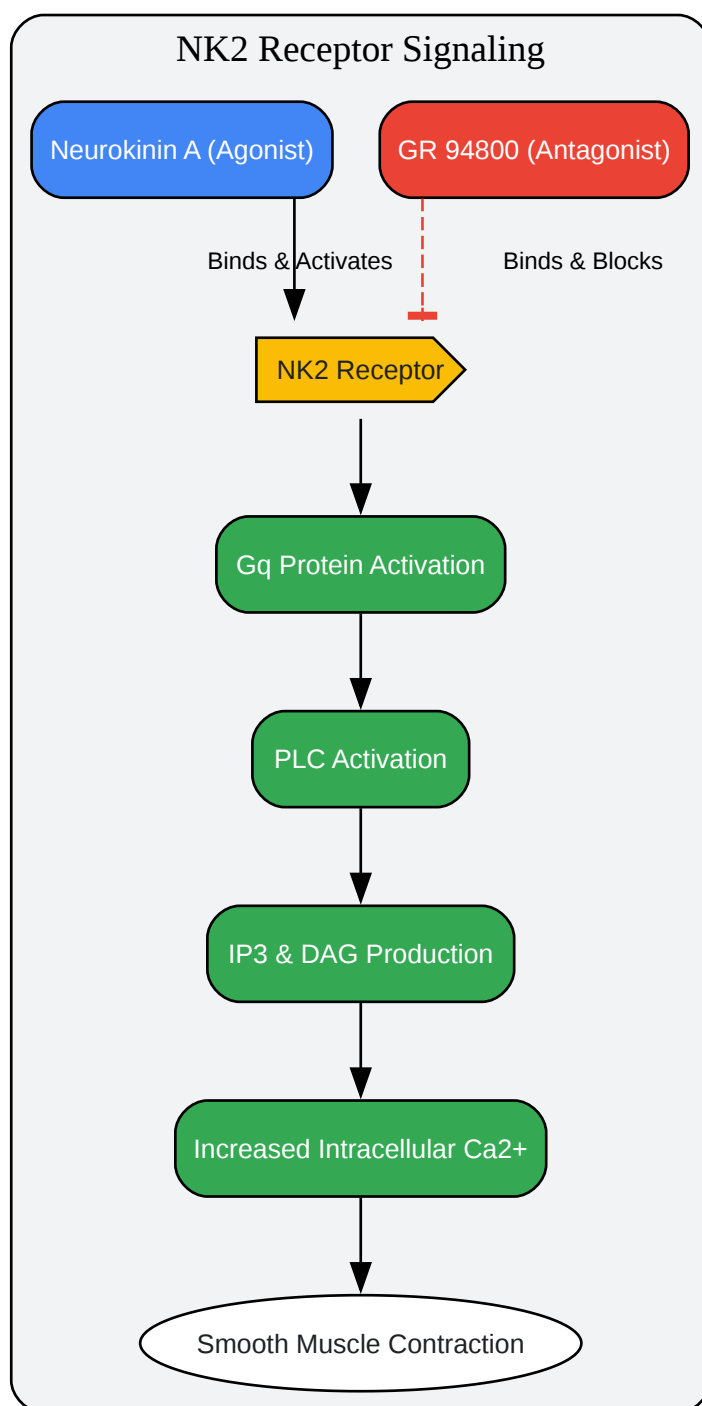 NK2 Receptor Signaling
Neurokinin A (Agonist)
GR 94800 (Antagonist)
Binds & Activates
Binds & Blocks
NK2 Receptor
Gq Protein Activation
PLC Activation
IP3 & DAG Production
Increased Intracellular Ca2+
Smooth Muscle Contraction